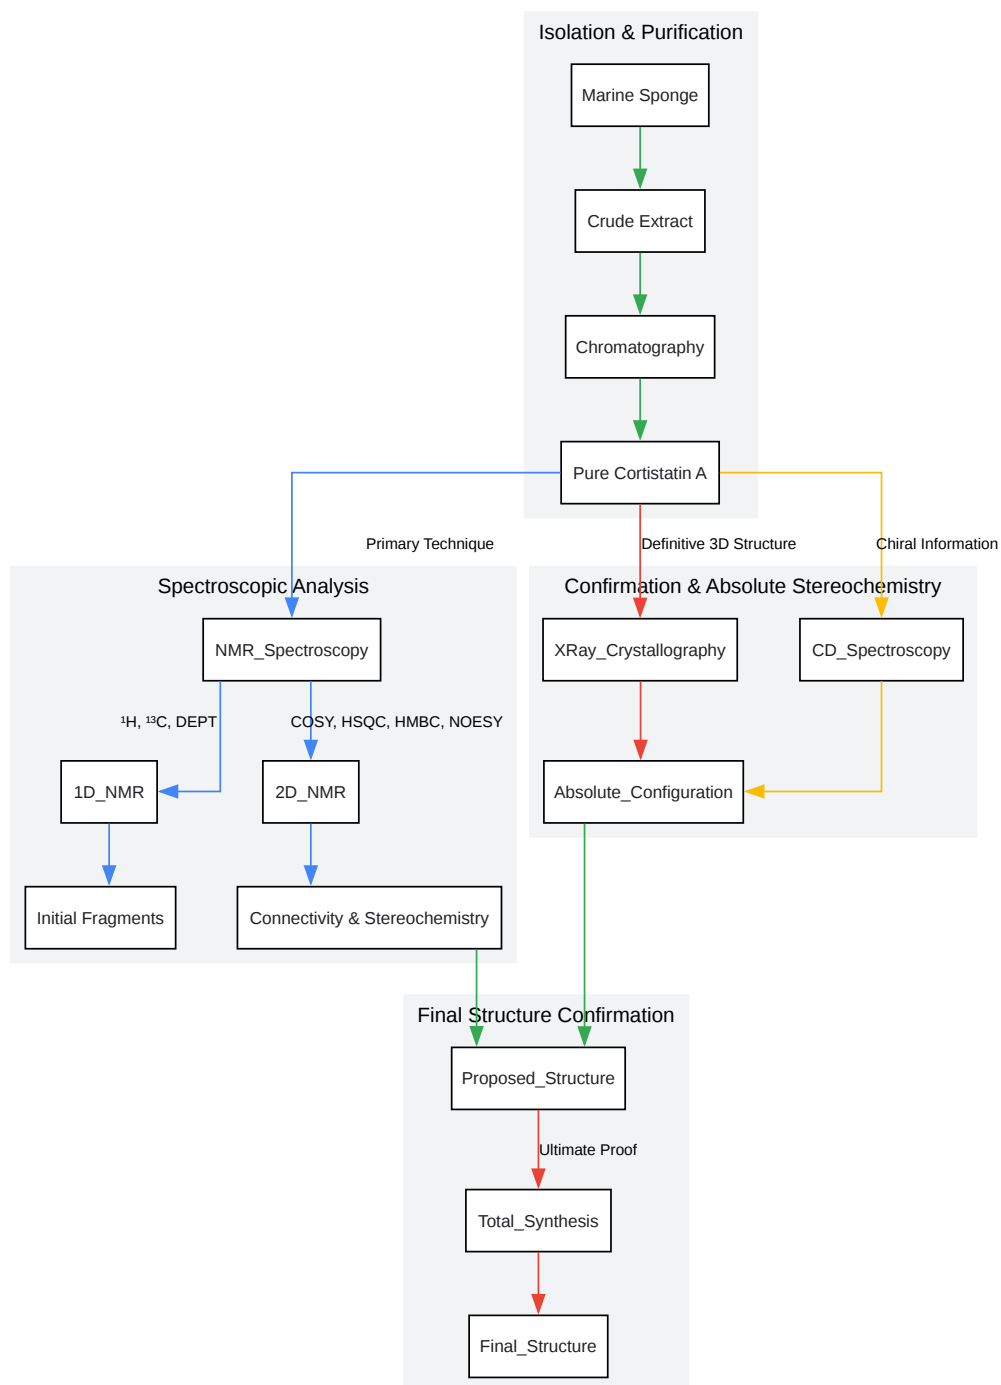 Isolation & Purification
Marine Sponge
Crude Extract
Chromatography
Pure Cortistatin A
Primary Technique
Definitive 3D Structure
Chiral Information
Spectroscopic Analysis
Confirmation & Absolute Stereochemistry
NMR_Spectroscopy
XRay_Crystallography
CD_Spectroscopy
¹H, ¹³C, DEPT
COSY, HSQC, HMBC, NOESY
1D_NMR
2D_NMR
Absolute_Configuration
Initial Fragments
Connectivity & Stereochemistry
Final Structure Confirmation
Proposed_Structure
Ultimate Proof
Total_Synthesis
Final_Structure